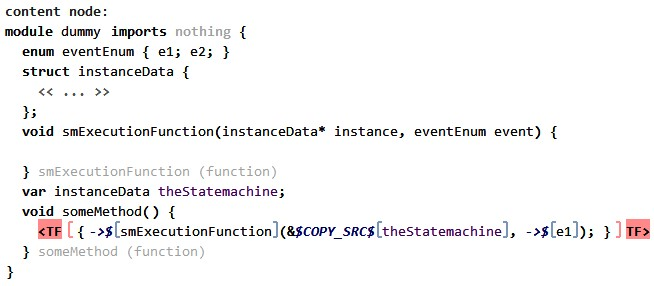 content node:
module dummy imports nothing {
enum eventEnum { e1; e2; }
struct instanceData {
<< ... >>
};
void smExecutionFunction(instanceData* instance, eventEnum event) {
} smExecutionFunction (function)
var instanceData theStatemachine;
void someMethod() {
<TF [ { ->$[smExecutionFunction](&$COPY_SRC$[theStatemachine], ->$[e1]); } ] TF>
} someMethod (function)
}